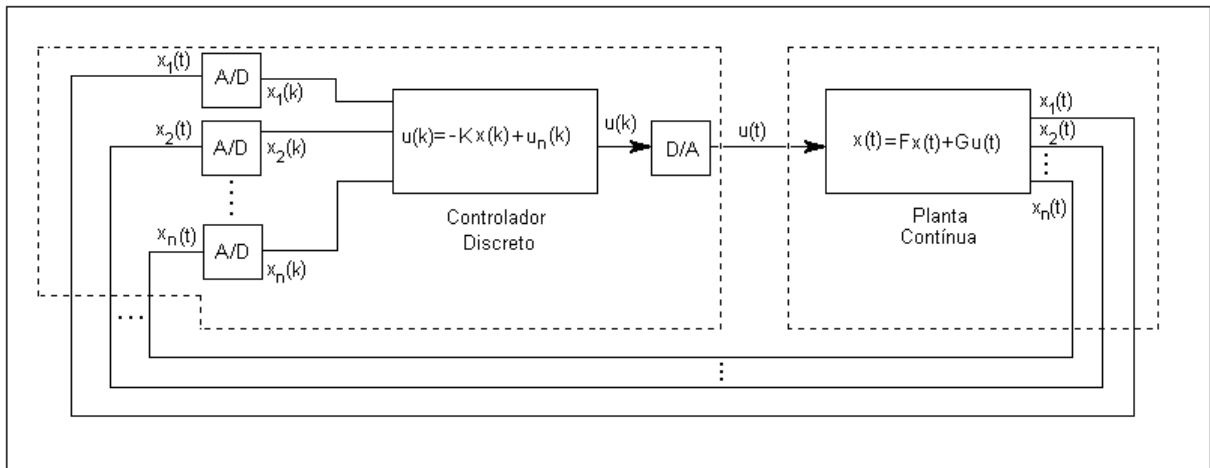 x1(t)
A/D
x1(k)
x2(t)
A/D
x2(k)
xn(t)
A/D
xn(k)
u(k)=-Kx(k)+un(k)
Controlador
Discreto
u(k)
D/A
u(t)
x(t)=Fx(t)+Gu(t)
Planta
Contínua
x1(t)
x2(t)
xn(t)